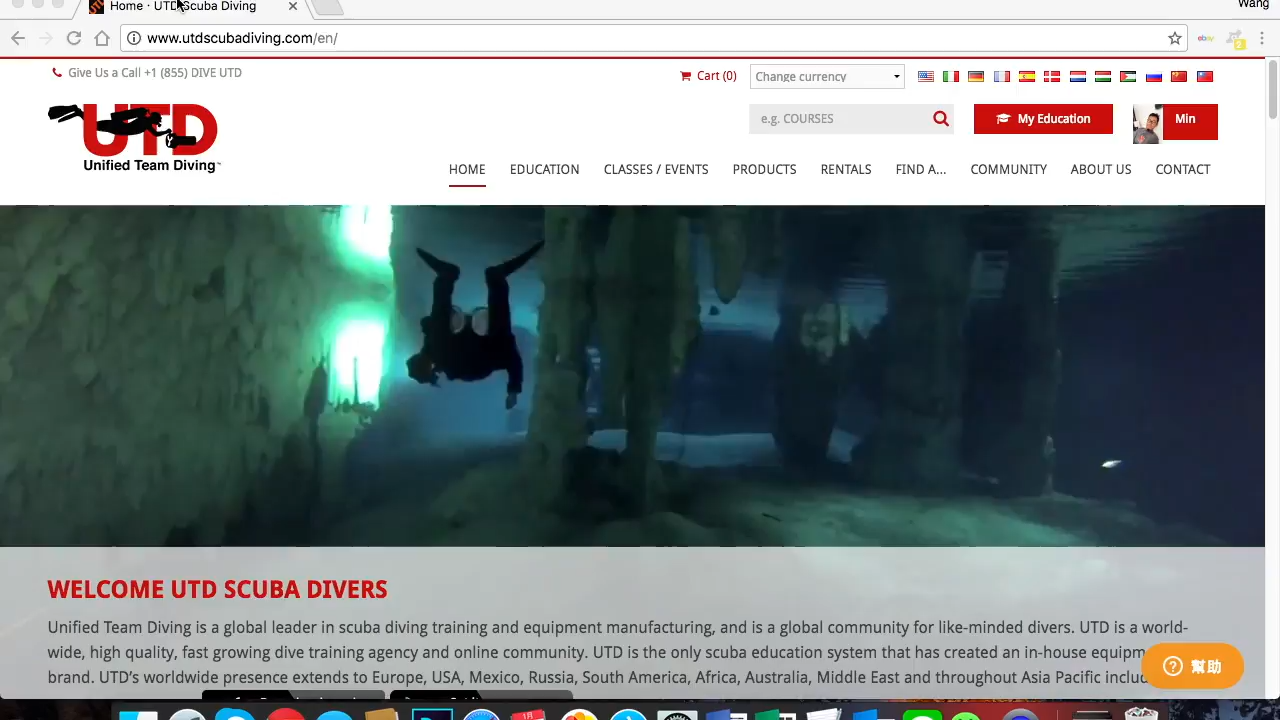 Wang
Home · UTD Scuba Diving
www.utdscubadiving.com/en/
2
Give Us a Call +1 (855) DIVE UTD
Cart (0)
Change currency
UTD
Unified Team Diving
e.g. COURSES
My Education
Min
HOME
EDUCATION
CLASSES / EVENTS
PRODUCTS
RENTALS
FIND A...
COMMUNITY
ABOUT US
CONTACT
WELCOME UTD SCUBA DIVERS
Unified Team Diving is a global leader in scuba diving training and equipment manufacturing, and is a global community for like-minded divers. UTD is a world-
wide, high quality, fast growing dive training agency and online community. UTD is the only scuba education system that has created an in-house equipm
brand. UTD's worldwide presence extends to Europe, USA, Mexico, Russia, South America, Africa, Australia, Middle East and throughout Asia Pacific includ
幫助